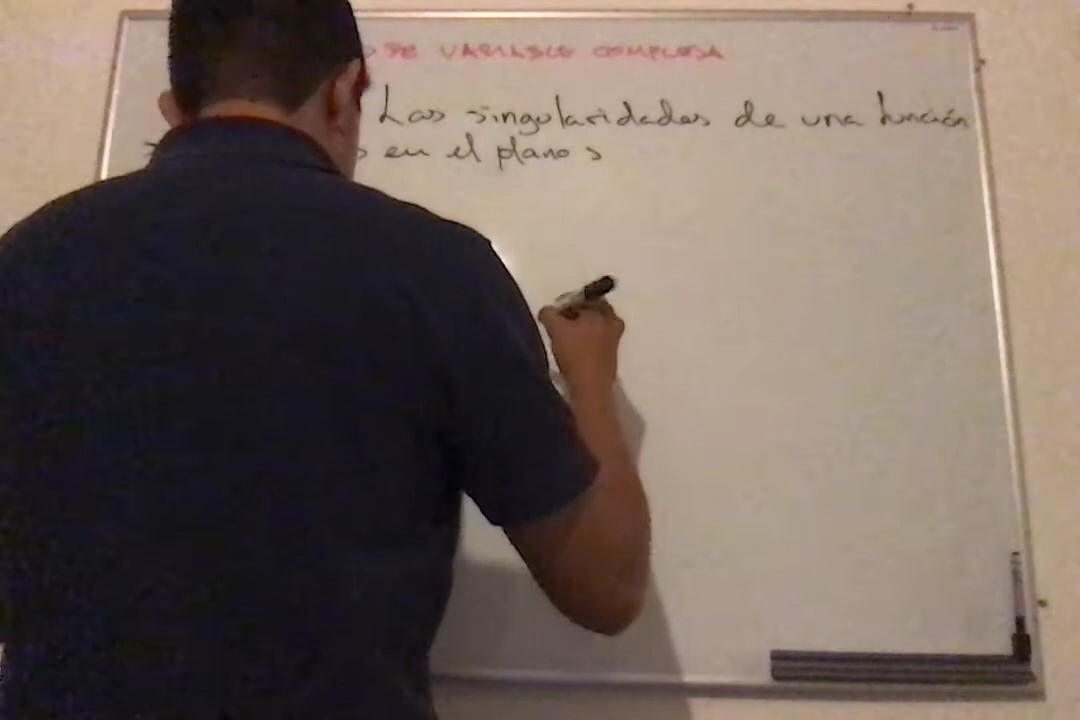 DE VARIABLE COMPLEJA
Las singularidades de una función
en el plano s